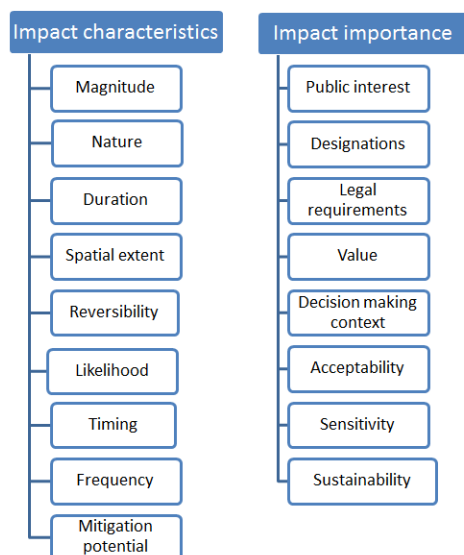 Impact characteristics
Magnitude
Nature
Duration
Spatial extent
Reversibility
Likelihood
Timing
Frequency
Mitigation
potential
Impact importance
Public interest
Designations
Legal
requirements
Value
Decision making
context
Acceptability
Sensitivity
Sustainability